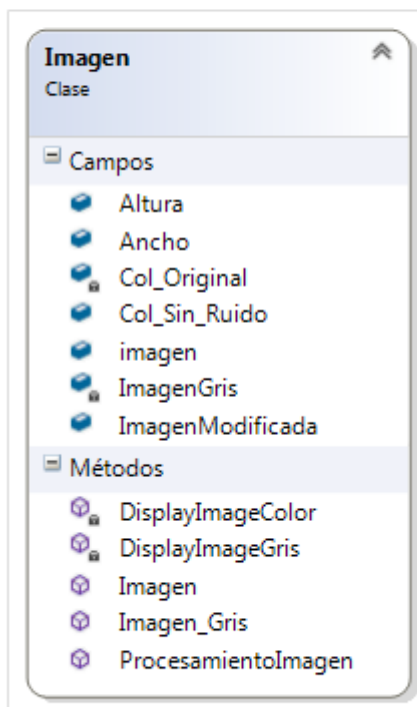 Imagen
Clase
Campos
Altura
Ancho
Col_Original
Col_Sin_Ruido
imagen
ImagenGris
ImagenModificada
Métodos
DisplayImageColor
DisplayImageGris
Imagen
Imagen_Gris
ProcesamientoImagen